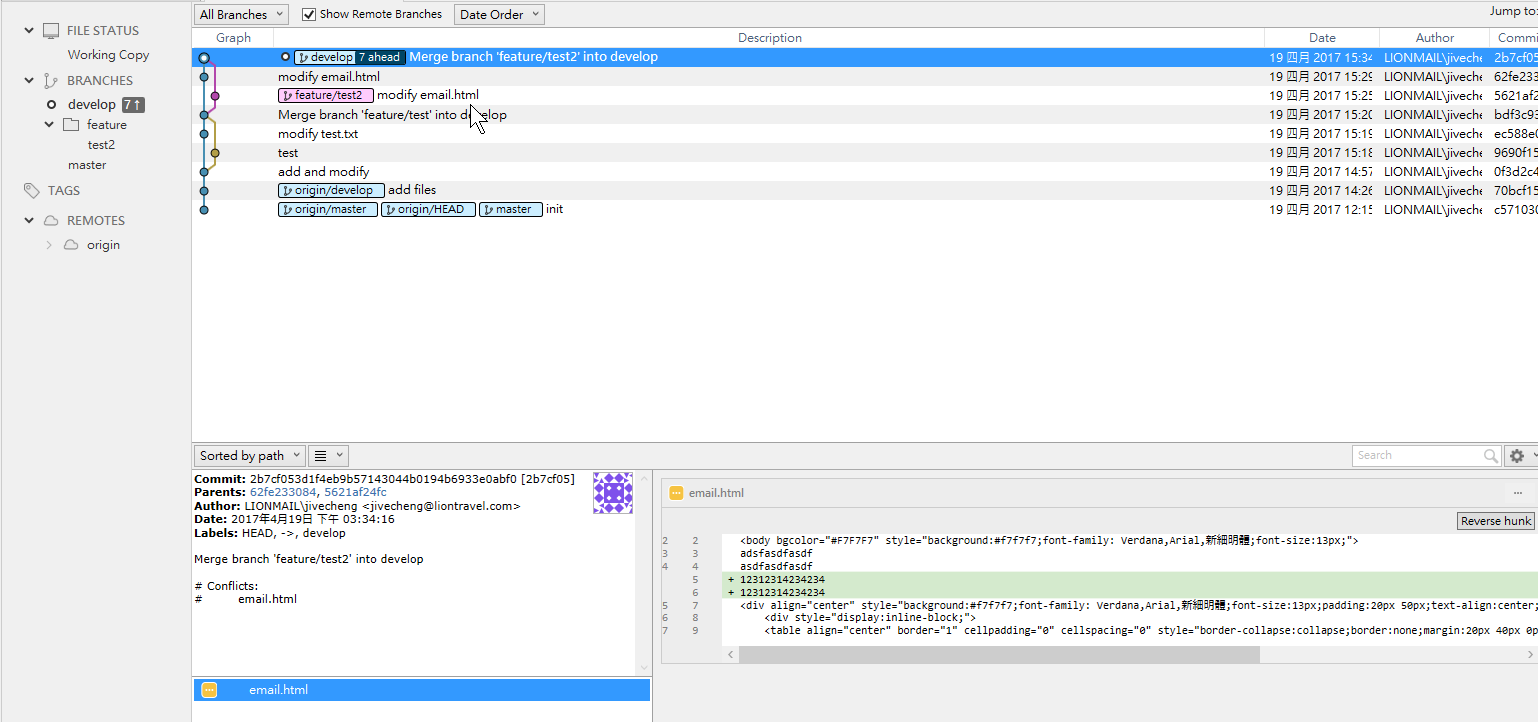 All Branches Show Remote Branches Date Order Jump to:
FILE STATUS
Working Copy
BRANCHES
develop 7↑
feature
test2
master
TAGS
REMOTES
origin
Graph Description Date Author Commi
develop 7 ahead Merge branch 'feature/test2' into develop 19 四月 2017 15:34 LIONMAIL\jiveche 2b7cf05
modify email.html 19 四月 2017 15:29 LIONMAIL\jiveche 62fe233
feature/test2 modify email.html 19 四月 2017 15:25 LIONMAIL\jiveche 5621af2
Merge branch 'feature/test' into develop 19 四月 2017 15:20 LIONMAIL\jiveche bdf3c93
modify test.txt 19 四月 2017 15:19 LIONMAIL\jiveche ec588e0
test 19 四月 2017 15:18 LIONMAIL\jiveche 9690f15
add and modify 19 四月 2017 14:57 LIONMAIL\jiveche 0f3d2c4
origin/develop add files 19 四月 2017 14:26 LIONMAIL\jiveche 70bcf15
origin/master origin/HEAD master init 19 四月 2017 12:15 LIONMAIL\jiveche c571030
Sorted by path Search
Commit: 2b7cf053d1f4eb9b57143044b0194b6933e0abf0 [2b7cf05]
Parents: 62fe233084, 5621af24fc
Author: LIONMAIL\jivecheng <jivecheng@liontravel.com>
Date: 2017年4月19日 下午 03:34:16
Labels: HEAD, ->, develop
Merge branch 'feature/test2' into develop
# Conflicts:
# email.html
email.html
email.html
Reverse hunk
2 2 <body bgcolor="#F7F7F7" style="background:#f7f7f7;font-family: Verdana,Arial,新細明體;font-size:13px;">
3 3 adsfasdfasdf
4 4 asdfasdfasdf
5 + 12312314234234
6 + 12312314234234
5 7 <div align="center" style="background:#f7f7f7;font-family: Verdana,Arial,新細明體;font-size:13px;padding:20px 50px;text-align:center;
6 8 <div style="display:inline-block;">
7 9 <table align="center" border="1" cellpadding="0" cellspacing="0" style="border-collapse:collapse;border:none;margin:20px 40px 0p